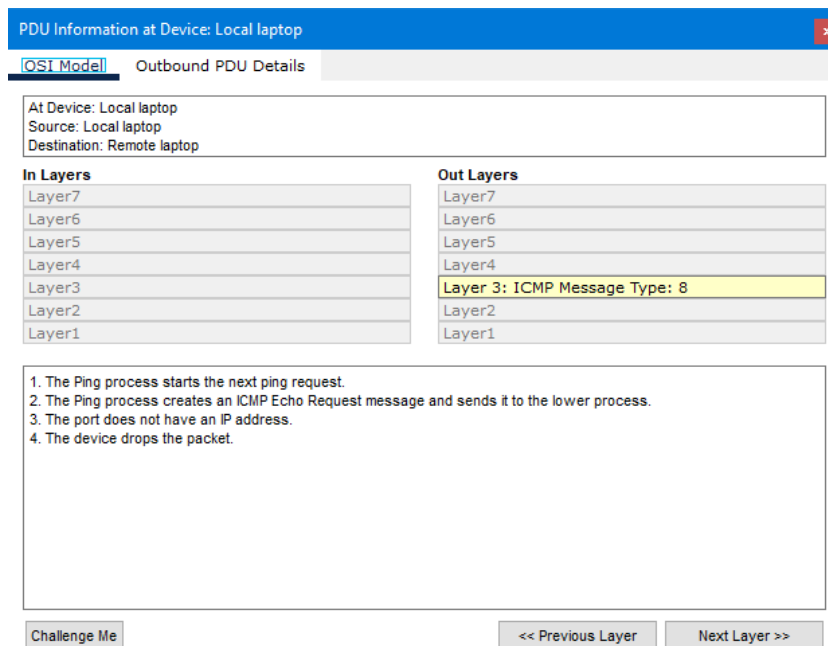 PDU Information at Device: Local laptop
OSI Model Outbound PDU Details
At Device: Local laptop
Source: Local laptop
Destination: Remote laptop
In Layers Out Layers
Layer7 Layer7
Layer6 Layer6
Layer5 Layer5
Layer4 Layer4
Layer3 Layer 3: ICMP Message Type: 8
Layer2 Layer2
Layer1 Layer1
1. The Ping process starts the next ping request.
2. The Ping process creates an ICMP Echo Request message and sends it to the lower process.
3. The port does not have an IP address.
4. The device drops the packet.
Challenge Me << Previous Layer Next Layer >>